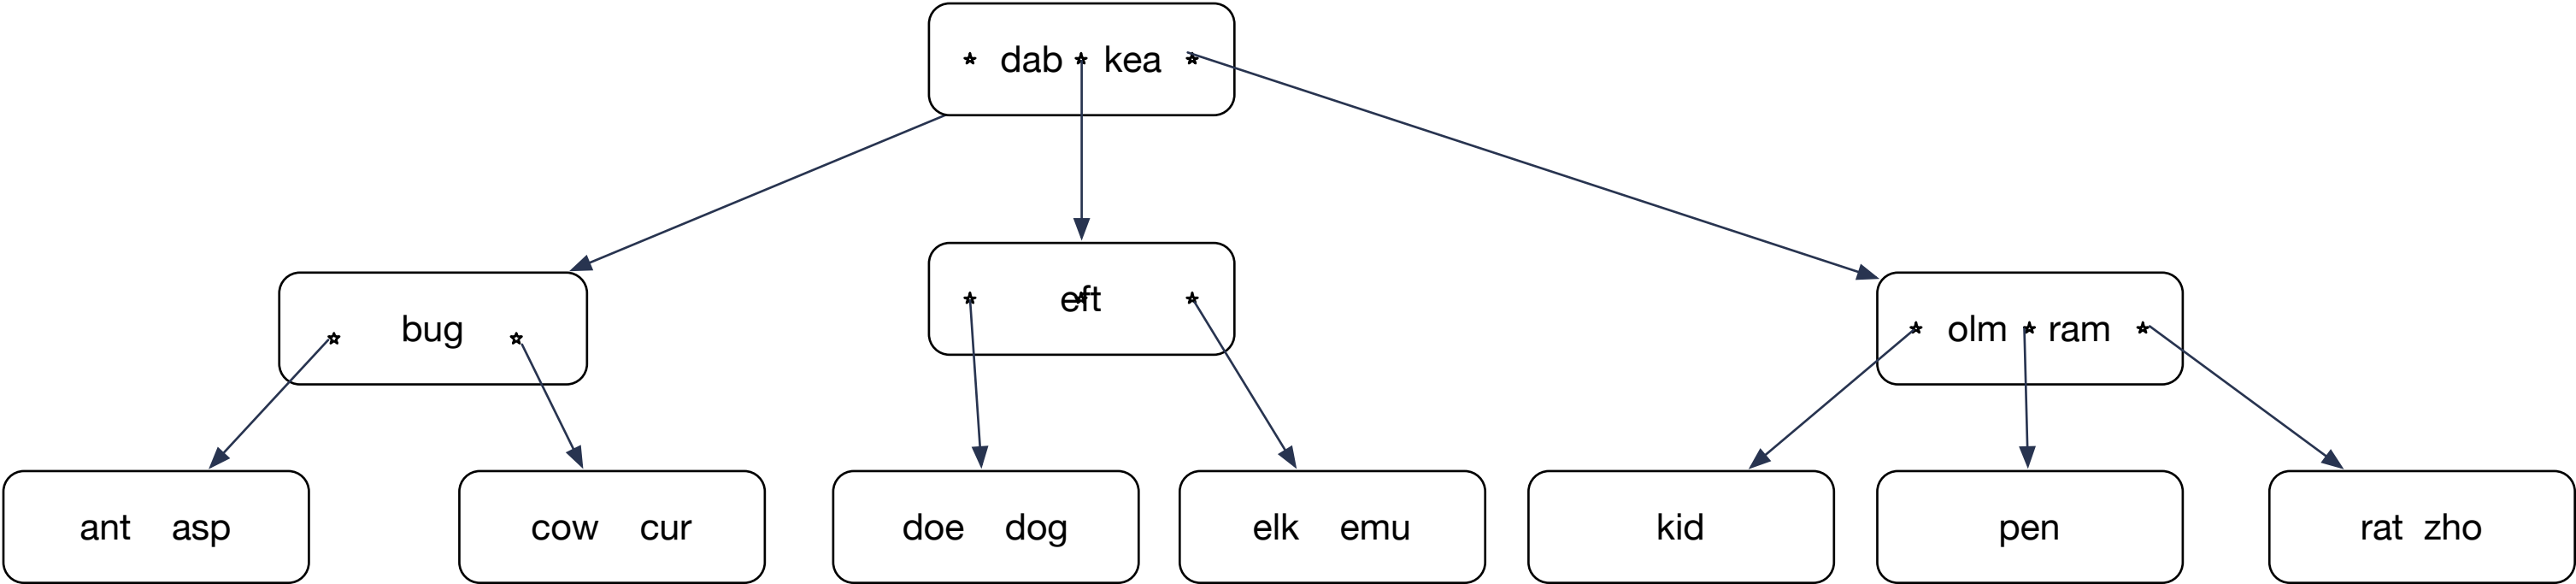 dab kea
bug
eft
olm ram
ant asp
cow cur
doe dog
elk emu
kid
pen
rat zho